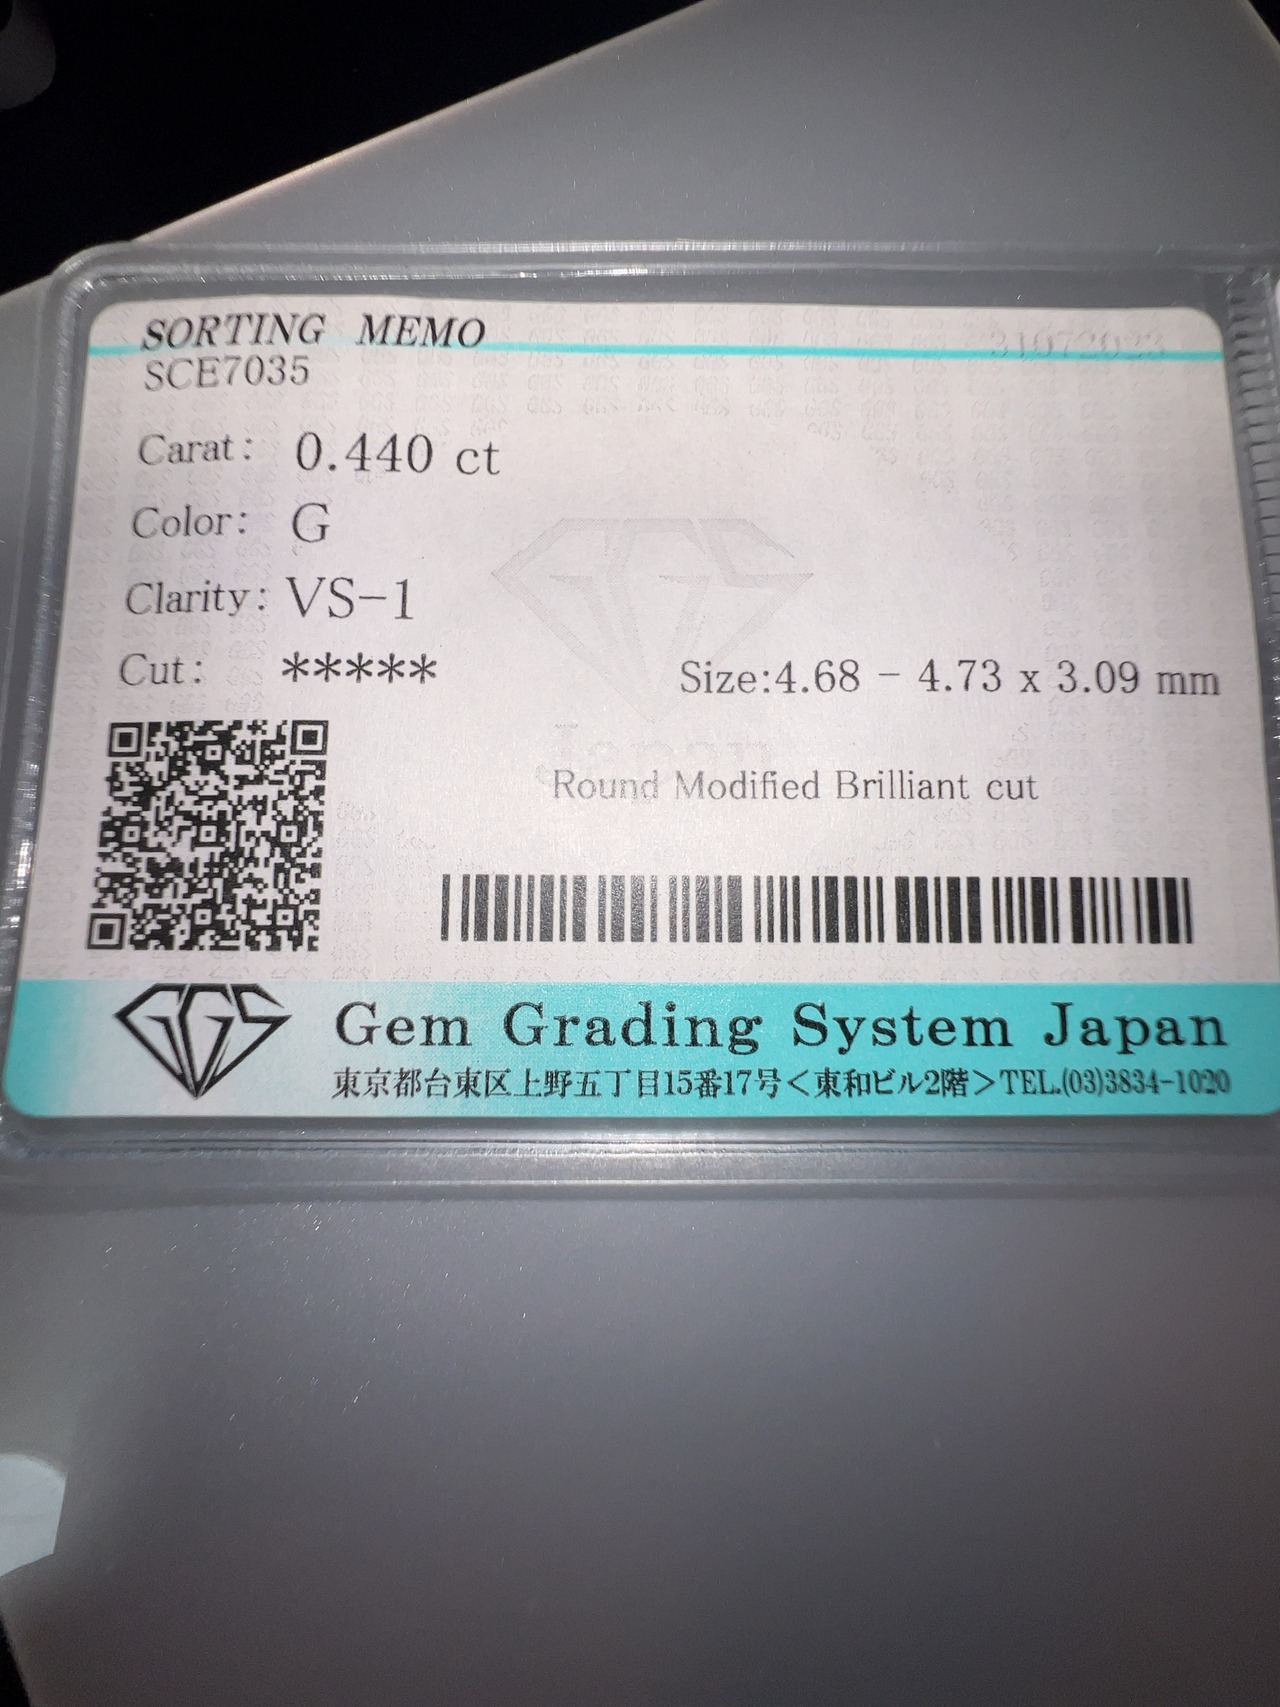 SORTING MEMO
SCE7035
Carat: 0.440 ct
Color: G
Clarity: VS-1
Cut: *****
Size:4.68 - 4.73 x 3.09 mm
Japan
Round Modified Brilliant cut
GGS
Gem Grading System Japan
東京都台東区上野五丁目15番17号<東和ビル2階>TEL.(03)3834-1020